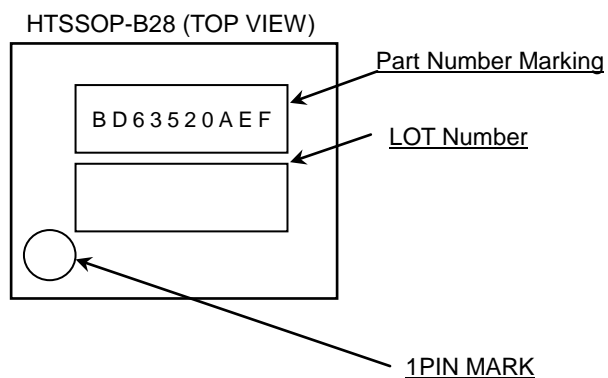 HTSSOP-B28 (TOP VIEW)
Part Number Marking
BD63520AEF
LOT Number
1PIN MARK